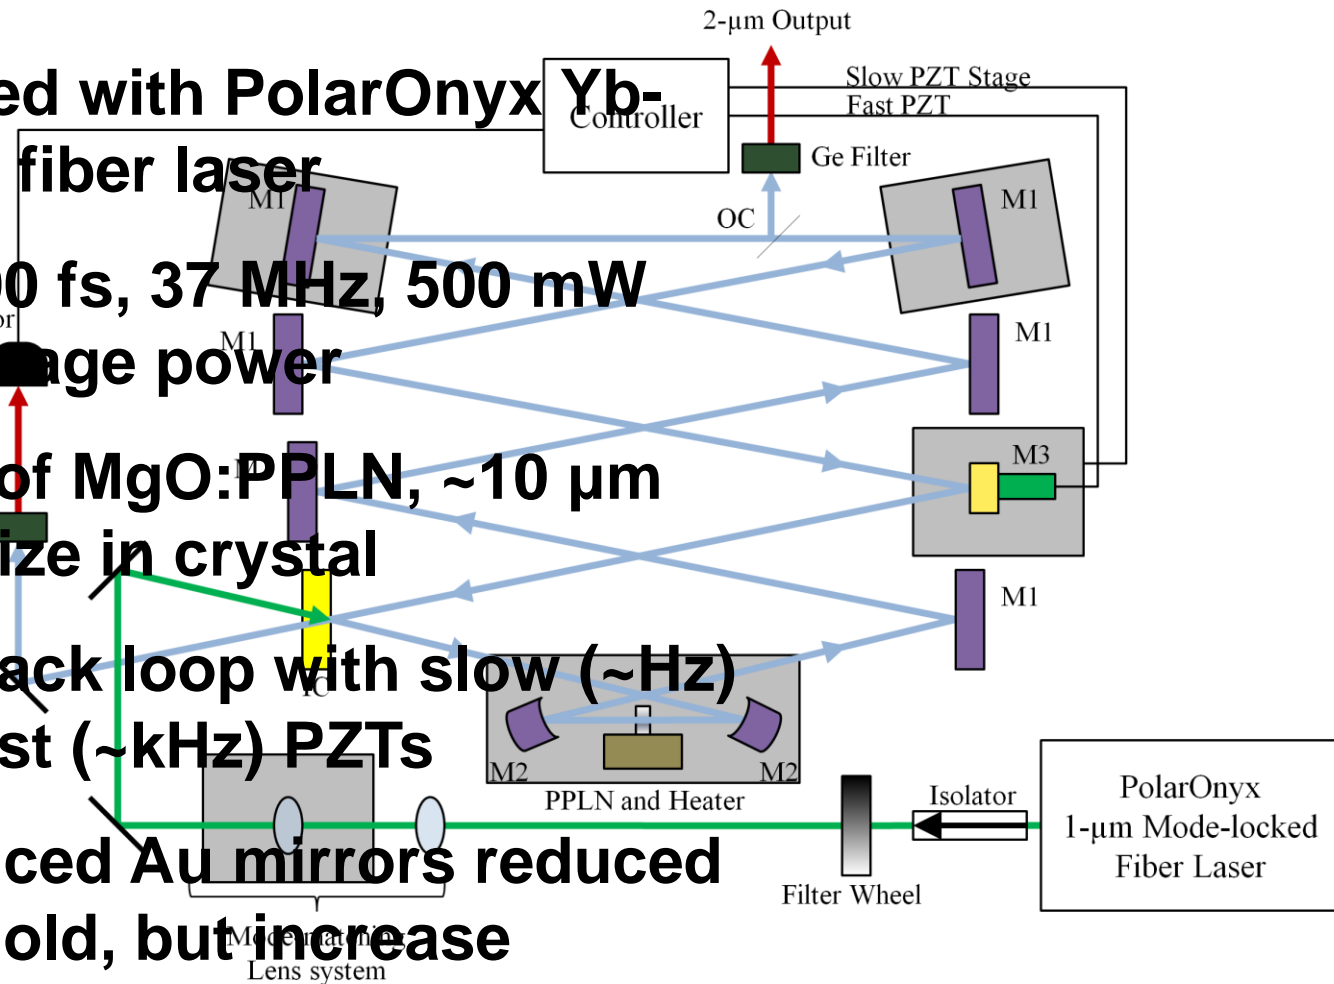 2-μm Output
Slow PZT Stage
Fast PZT
Controller
ed with PolarOnyx Yb-
fiber laser
Ge Filter
M1
M1
OC
0 fs, 37 MHz, 500 mW
or
M1
M1
age power
of MgO:PPLN, ~10 μm
M3
ize in crystal
M1
ack loop with slow (~Hz)
IC
st (~kHz) PZTs
M2
M2
PPLN and Heater
Isolator
PolarOnyx
1-μm Mode-locked
Fiber Laser
ced Au mirrors reduced
Filter Wheel
old, but increase
Mode-matching
Lens system